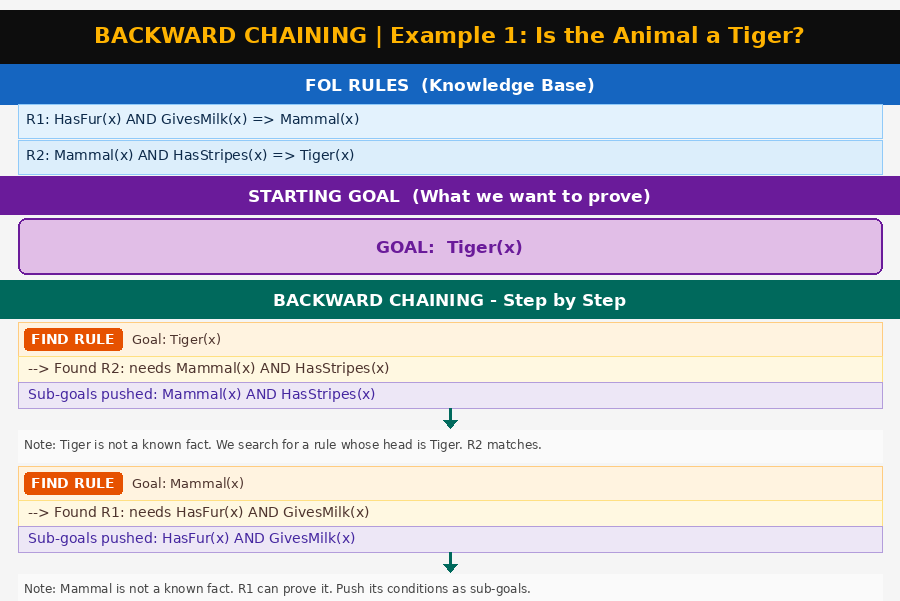 BACKWARD CHAINING | Example 1: Is the Animal a Tiger?
FOL RULES (Knowledge Base)
R1: HasFur(x) AND GivesMilk(x) => Mammal(x)
R2: Mammal(x) AND HasStripes(x) => Tiger(x)
STARTING GOAL (What we want to prove)
GOAL: Tiger(x)
BACKWARD CHAINING - Step by Step
FIND RULE Goal: Tiger(x)
--> Found R2: needs Mammal(x) AND HasStripes(x)
Sub-goals pushed: Mammal(x) AND HasStripes(x)
Note: Tiger is not a known fact. We search for a rule whose head is Tiger. R2 matches.
FIND RULE Goal: Mammal(x)
--> Found R1: needs HasFur(x) AND GivesMilk(x)
Sub-goals pushed: HasFur(x) AND GivesMilk(x)
Note: Mammal is not a known fact. R1 can prove it. Push its conditions as sub-goals.